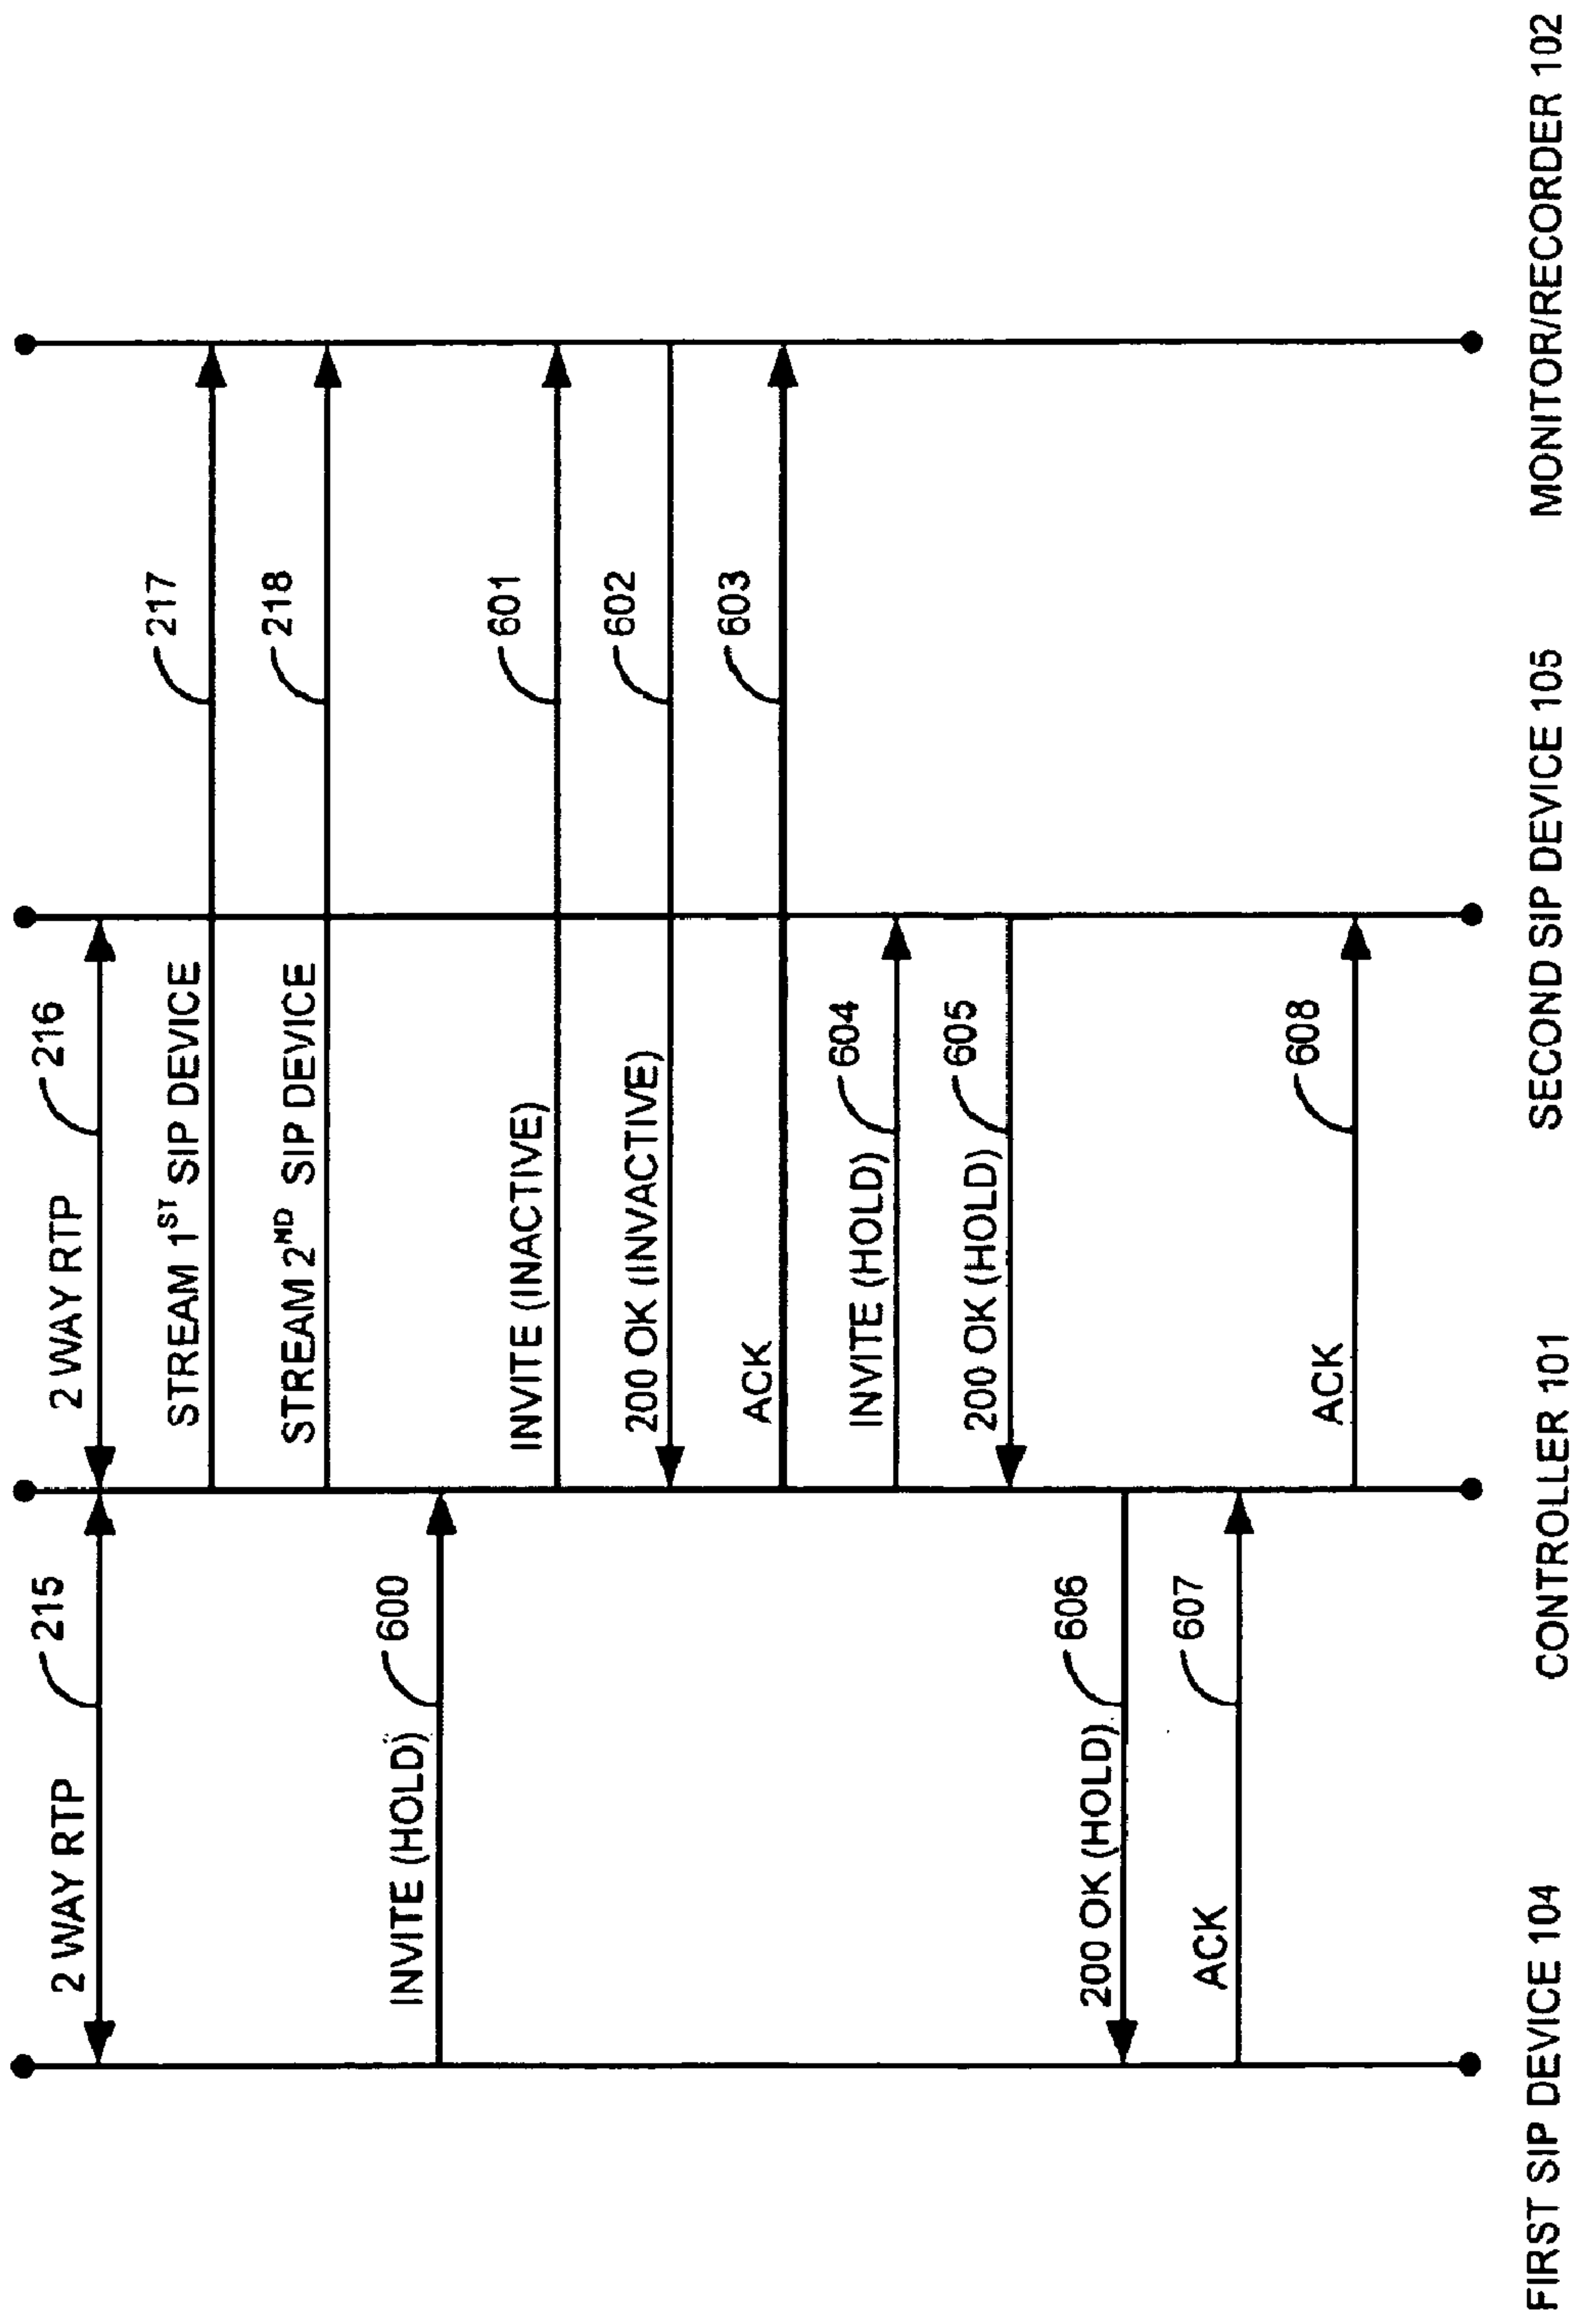 2 WAY RTP
215
2 WAY RTP
216
STREAM 1ST SIP DEVICE
217
STREAM 2ND SIP DEVICE
218
INVITE (HOLD)
600
INVITE (INACTIVE)
601
200 OK (INVACTIVE)
602
ACK
603
INVITE (HOLD)
604
200 OK (HOLD)
605
200 OK (HOLD)
606
ACK
607
ACK
608
FIRST SIP DEVICE 104
CONTROLLER 101
SECOND SIP DEVICE 105
MONITOR/RECORDER 102